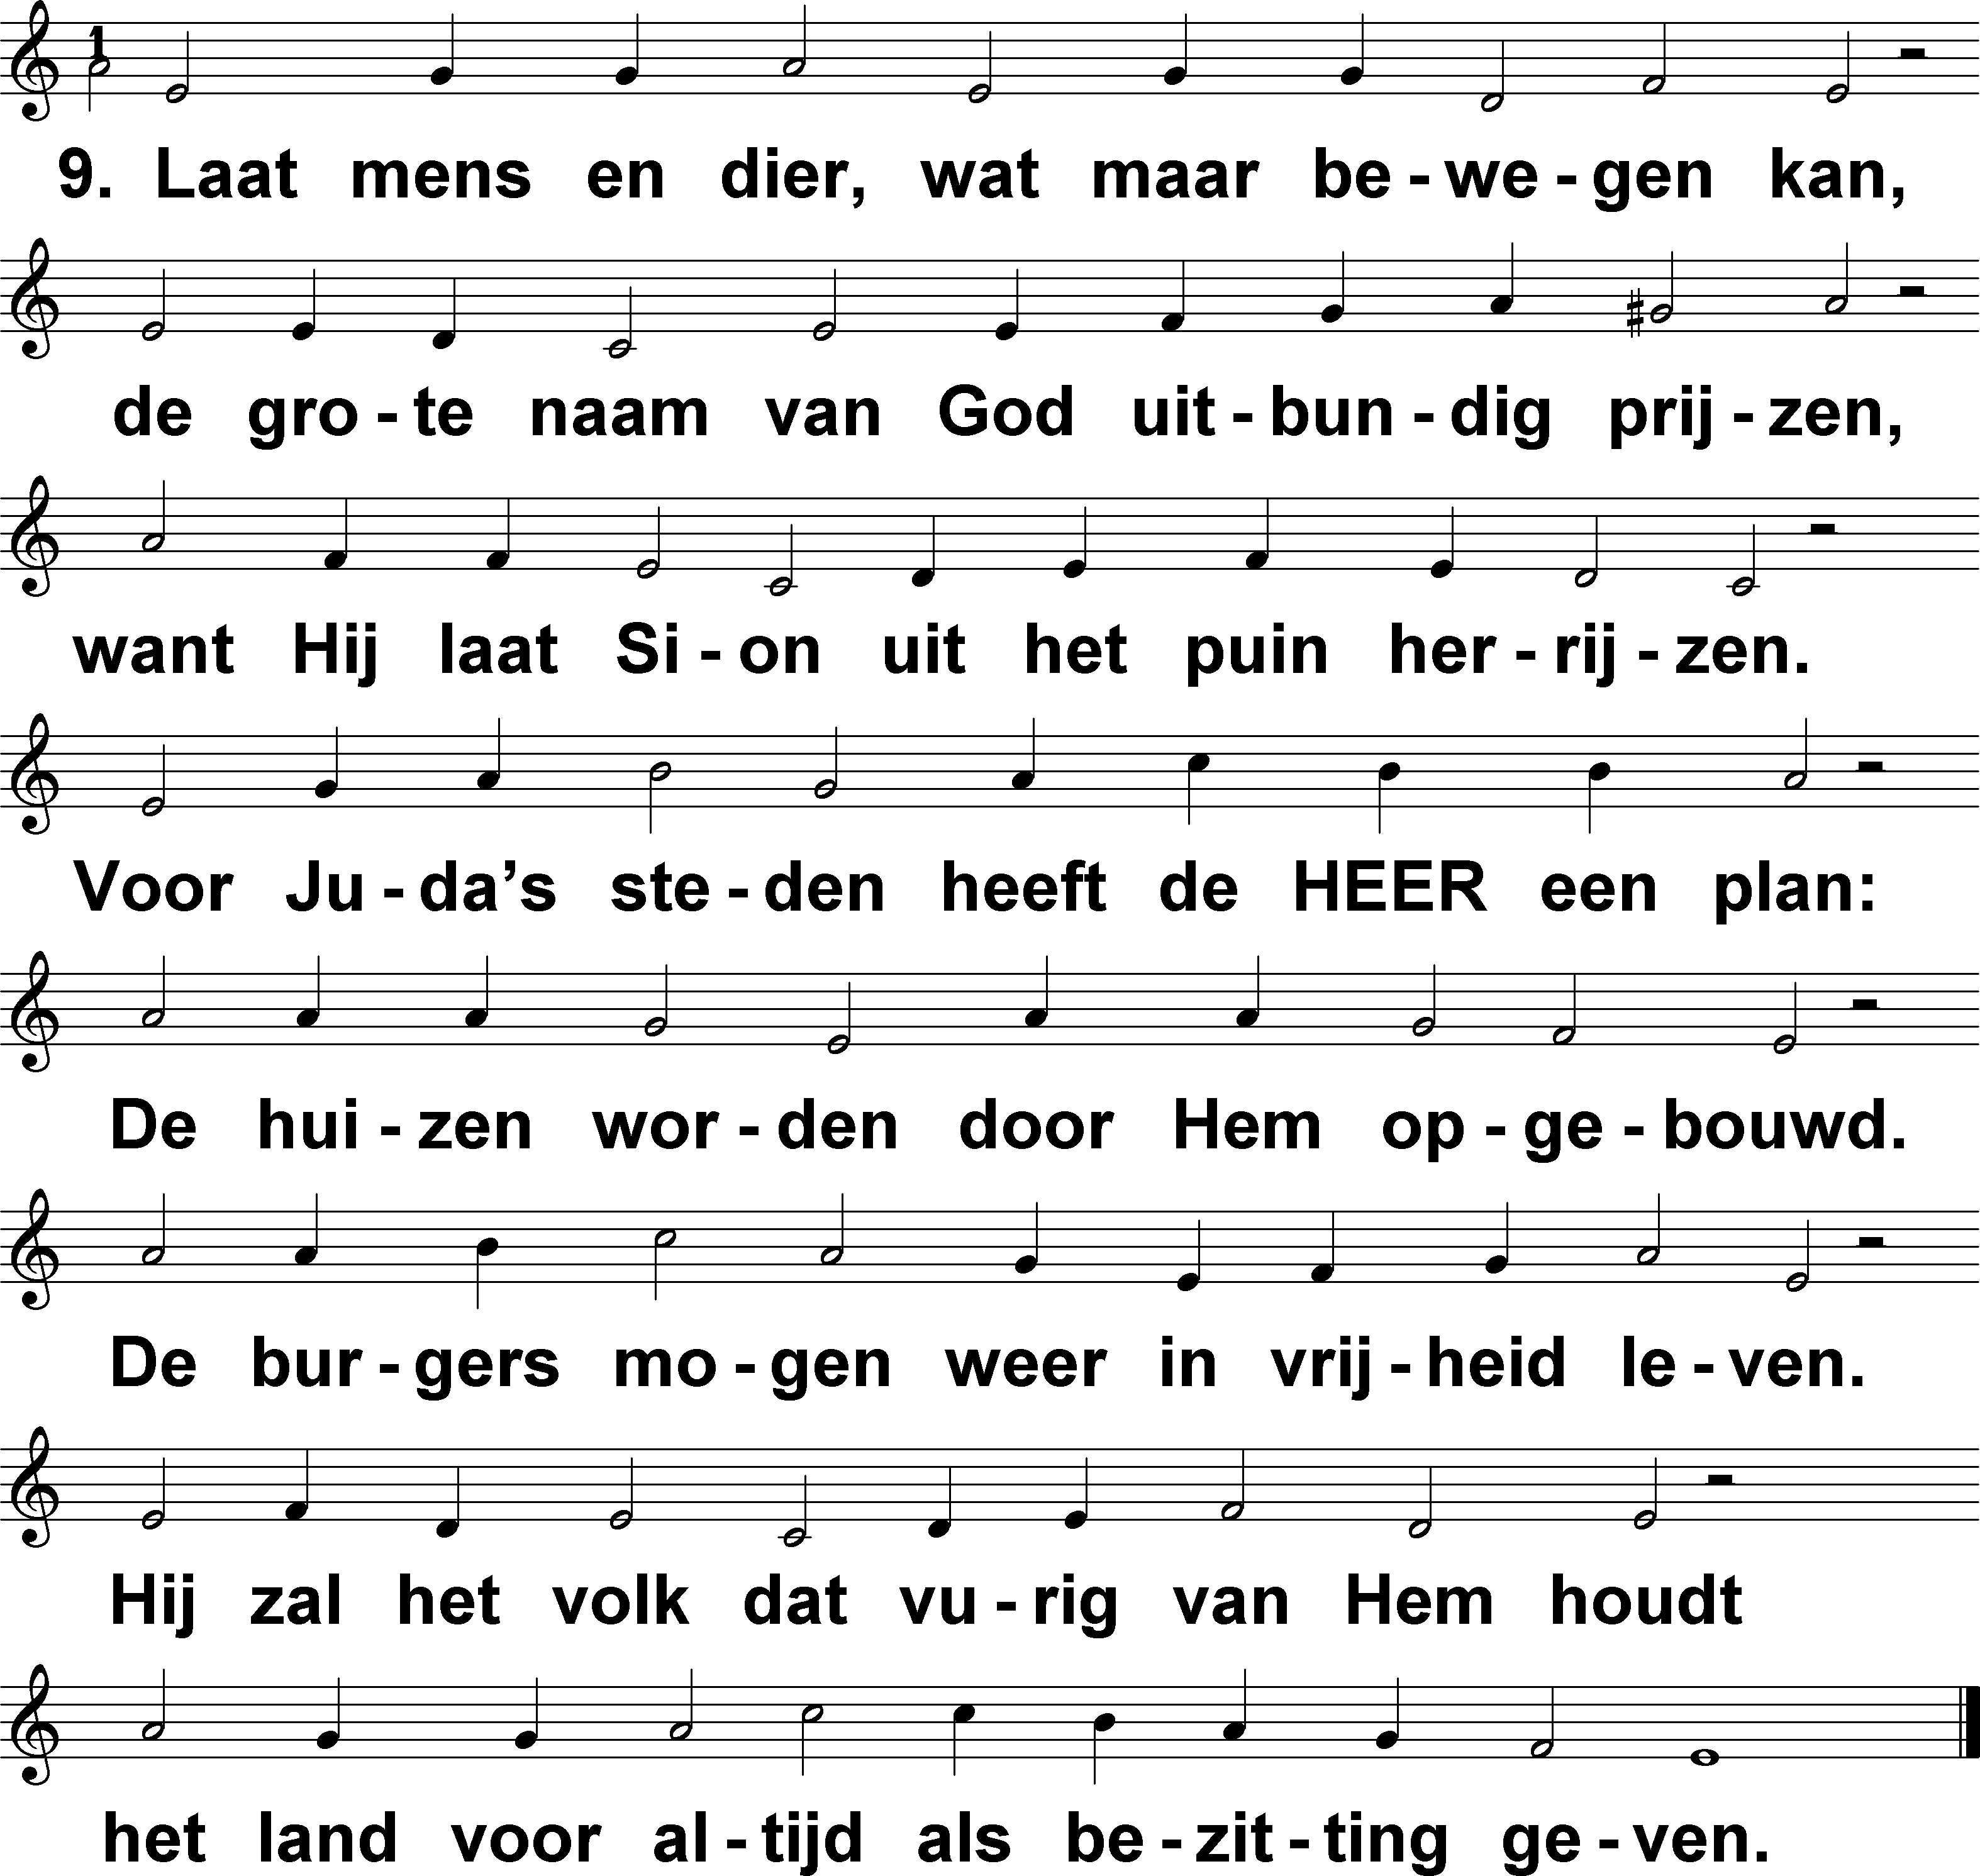 1
9. Laat mens en dier, wat maar be - we - gen kan,
de gro - te naam van God uit - bun - dig prij - zen,
want Hij laat Si - on uit het puin her - rij - zen.
Voor Ju - da’s ste - den heeft de HEER een plan:
De hui - zen wor - den door Hem op - ge - bouwd.
De bur - gers mo - gen weer in vrij - heid le - ven.
Hij zal het volk dat vu - rig van Hem houdt
het land voor al - tijd als be - zit - ting ge - ven.